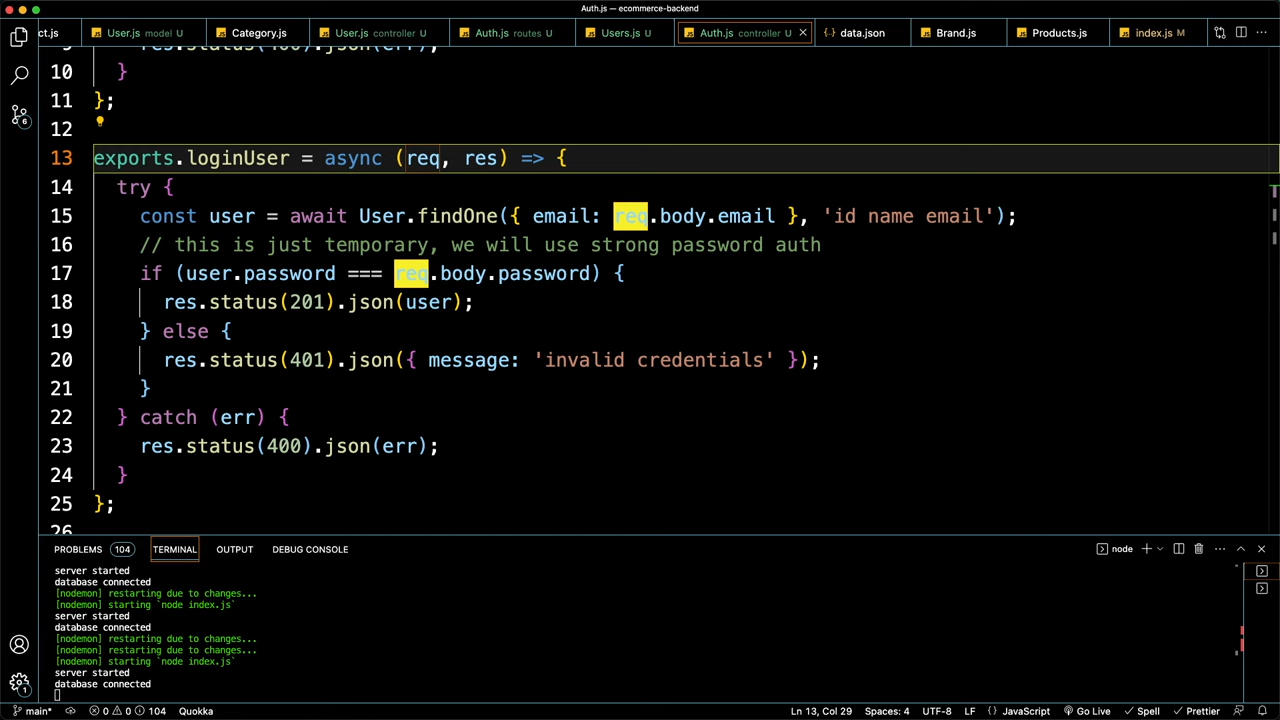 Auth.js — ecommerce-backend
ct.js User.js model U Category.js User.js controller U Auth.js routes U Users.js U Auth.js controller U data.json Brand.js Products.js index.js M
10 }
11 };
12
13 exports.loginUser = async (req, res) => {
14 try {
15 const user = await User.findOne({ email: req.body.email }, 'id name email');
16 // this is just temporary, we will use strong password auth
17 if (user.password === req.body.password) {
18 res.status(201).json(user);
19 } else {
20 res.status(401).json({ message: 'invalid credentials' });
21 }
22 } catch (err) {
23 res.status(400).json(err);
24 }
25 };
26
PROBLEMS 104 TERMINAL OUTPUT DEBUG CONSOLE node
server started
database connected
[nodemon] restarting due to changes...
[nodemon] starting `node index.js`
server started
database connected
[nodemon] restarting due to changes...
[nodemon] restarting due to changes...
[nodemon] starting `node index.js`
server started
database connected
main* 0 0 104 Quokka Ln 13, Col 29 Spaces: 4 UTF-8 LF {} JavaScript Go Live Spell Prettier